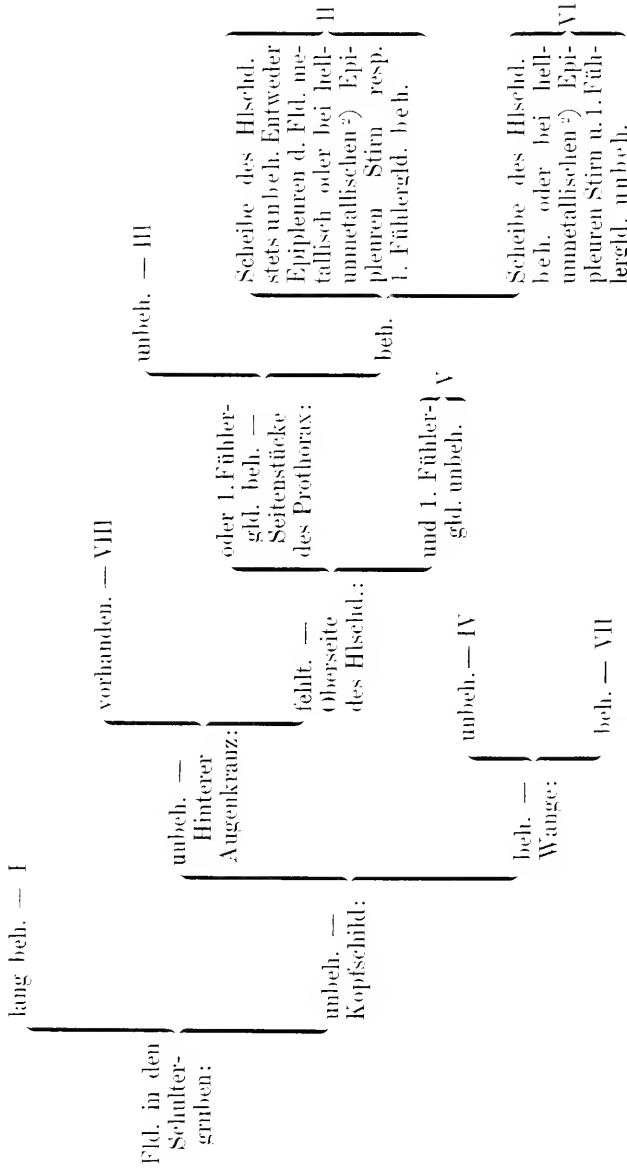 Fld. in den
Schulter-
gruben:
lang beh. — I
unbeh. —
Kopfschild:
unbeh. —
Hinterer
Augenkranz:
vorhanden. — VIII
fehlt. —
Oberseite
des Hlschd.:
oder 1. Fühler-
gld. beh. —
Seitenstücke
des Prothorax:
unbeh. — III
beh.
Scheibe des Hlschd.
stets unbeh. Entweder
Epipleuren d. Fld. me-
tallisch oder bei hell-
unmetallischen ²) Epi-
pleuren Stirn resp.
1. Fühlergld. beh.
II
Scheibe des Hlschd.
beh. oder bei hell-
unmetallischen ²) Epi-
pleuren Stirn u. 1. Füh-
lergld. unbeh.
VI
und 1. Fühler-
gld. unbeh.
V
beh. —
Wange:
unbeh. — IV
beh. — VII